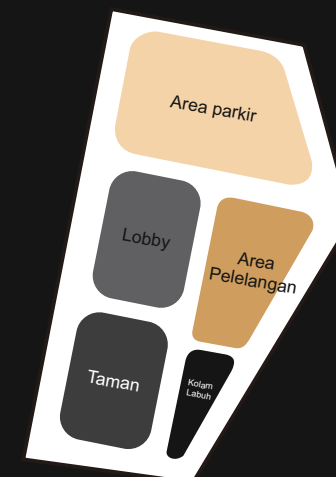 Area parkir
Lobby
Area
Pelelangan
Taman
Kolam
Labuh